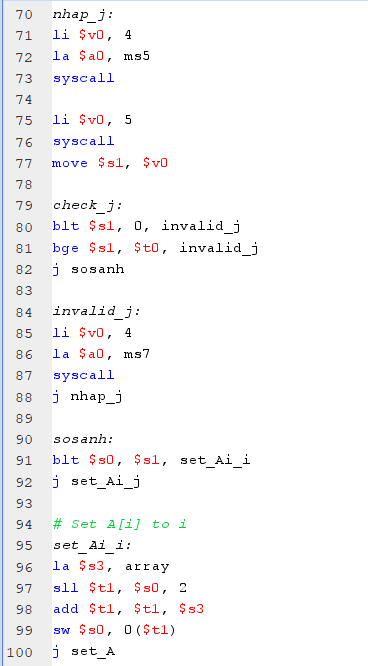 70 nhap_j:
71 li $v0, 4
72 la $a0, ms5
73 syscall
74
75 li $v0, 5
76 syscall
77 move $s1, $v0
78
79 check_j:
80 blt $s1, 0, invalid_j
81 bge $s1, $t0, invalid_j
82 j sosanh
83
84 invalid_j:
85 li $v0, 4
86 la $a0, ms7
87 syscall
88 j nhap_j
89
90 sosanh:
91 blt $s0, $s1, set_Ai_i
92 j set_Ai_j
93
94 # Set A[i] to i
95 set_Ai_i:
96 la $s3, array
97 sll $t1, $s0, 2
98 add $t1, $t1, $s3
99 sw $s0, 0($t1)
100 j set_A